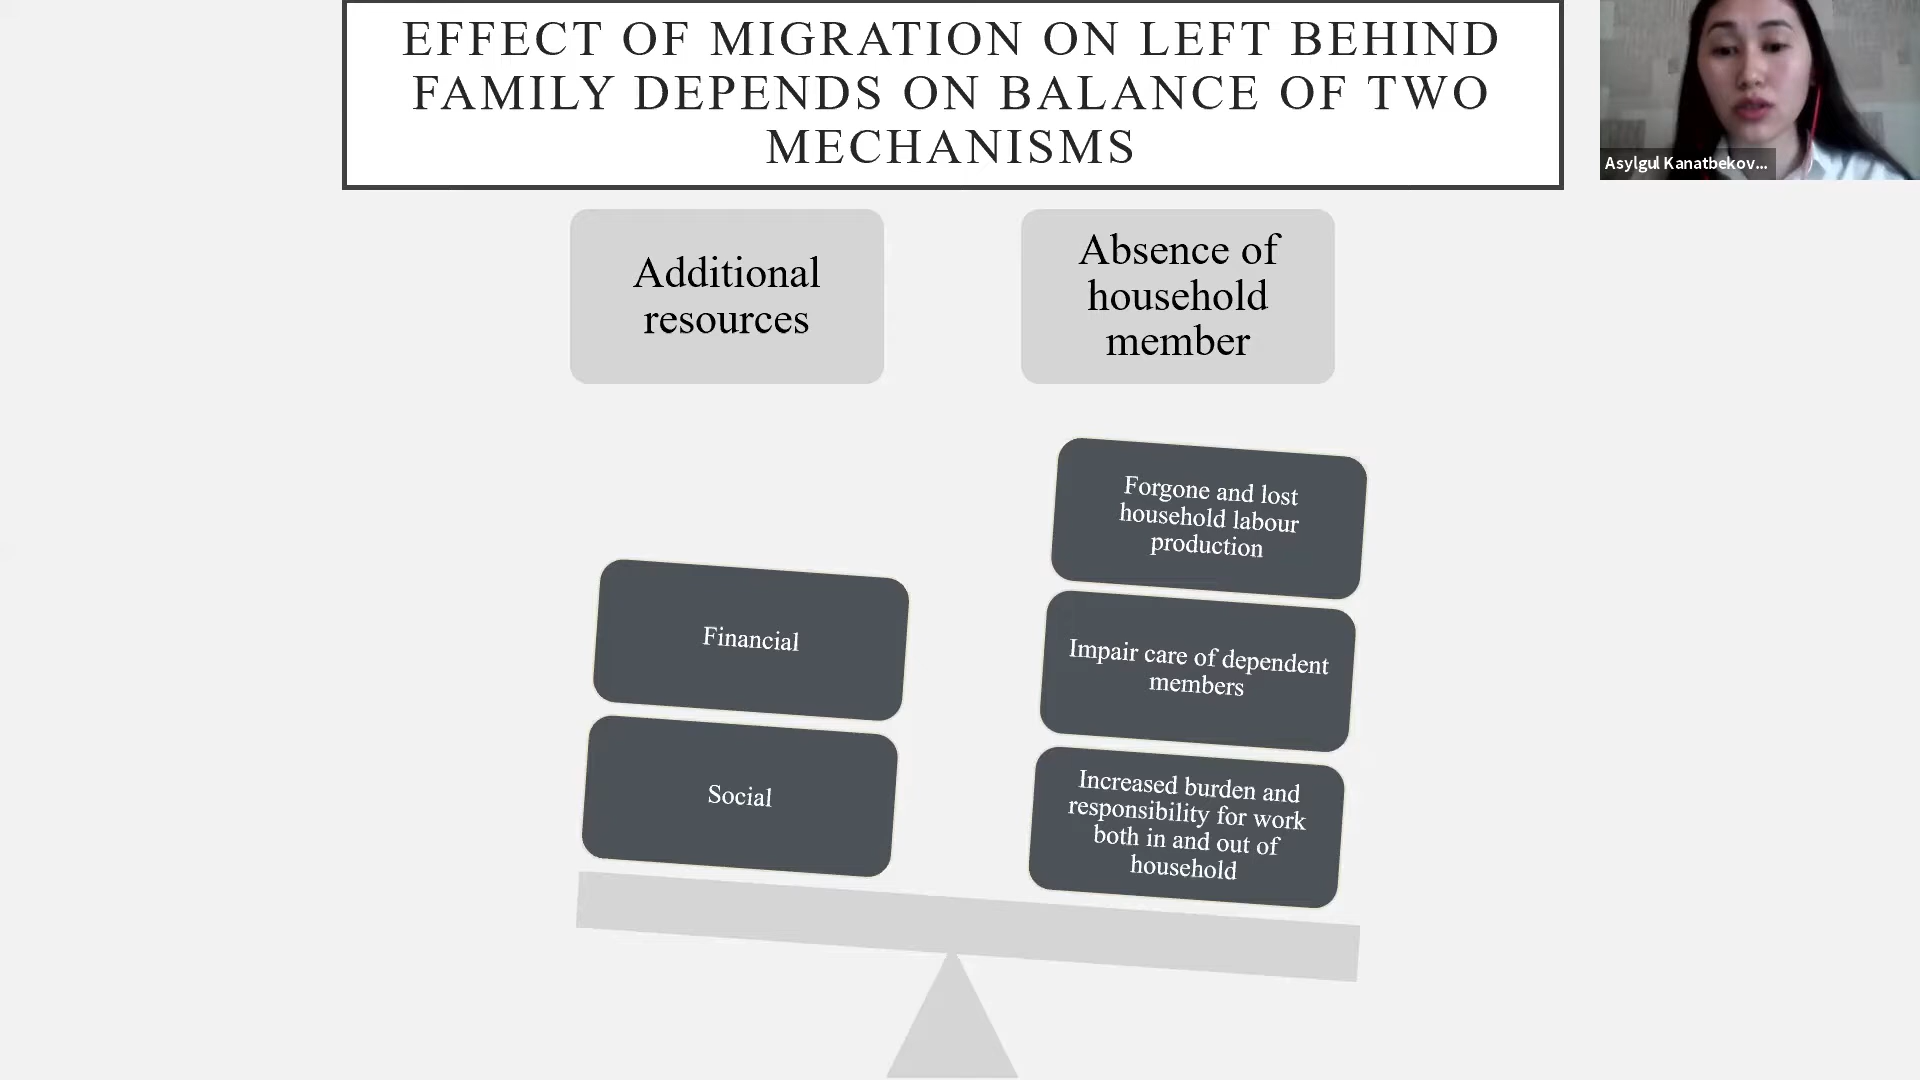 EFFECT OF MIGRATION ON LEFT BEHIND
FAMILY DEPENDS ON BALANCE OF TWO
MECHANISMS
Asylgul Kanatbekov...
Additional
resources
Absence of
household
member
Financial
Social
Forgone and lost
household labour
production
Impair care of dependent
members
Increased burden and
responsibility for work
both in and out of
household